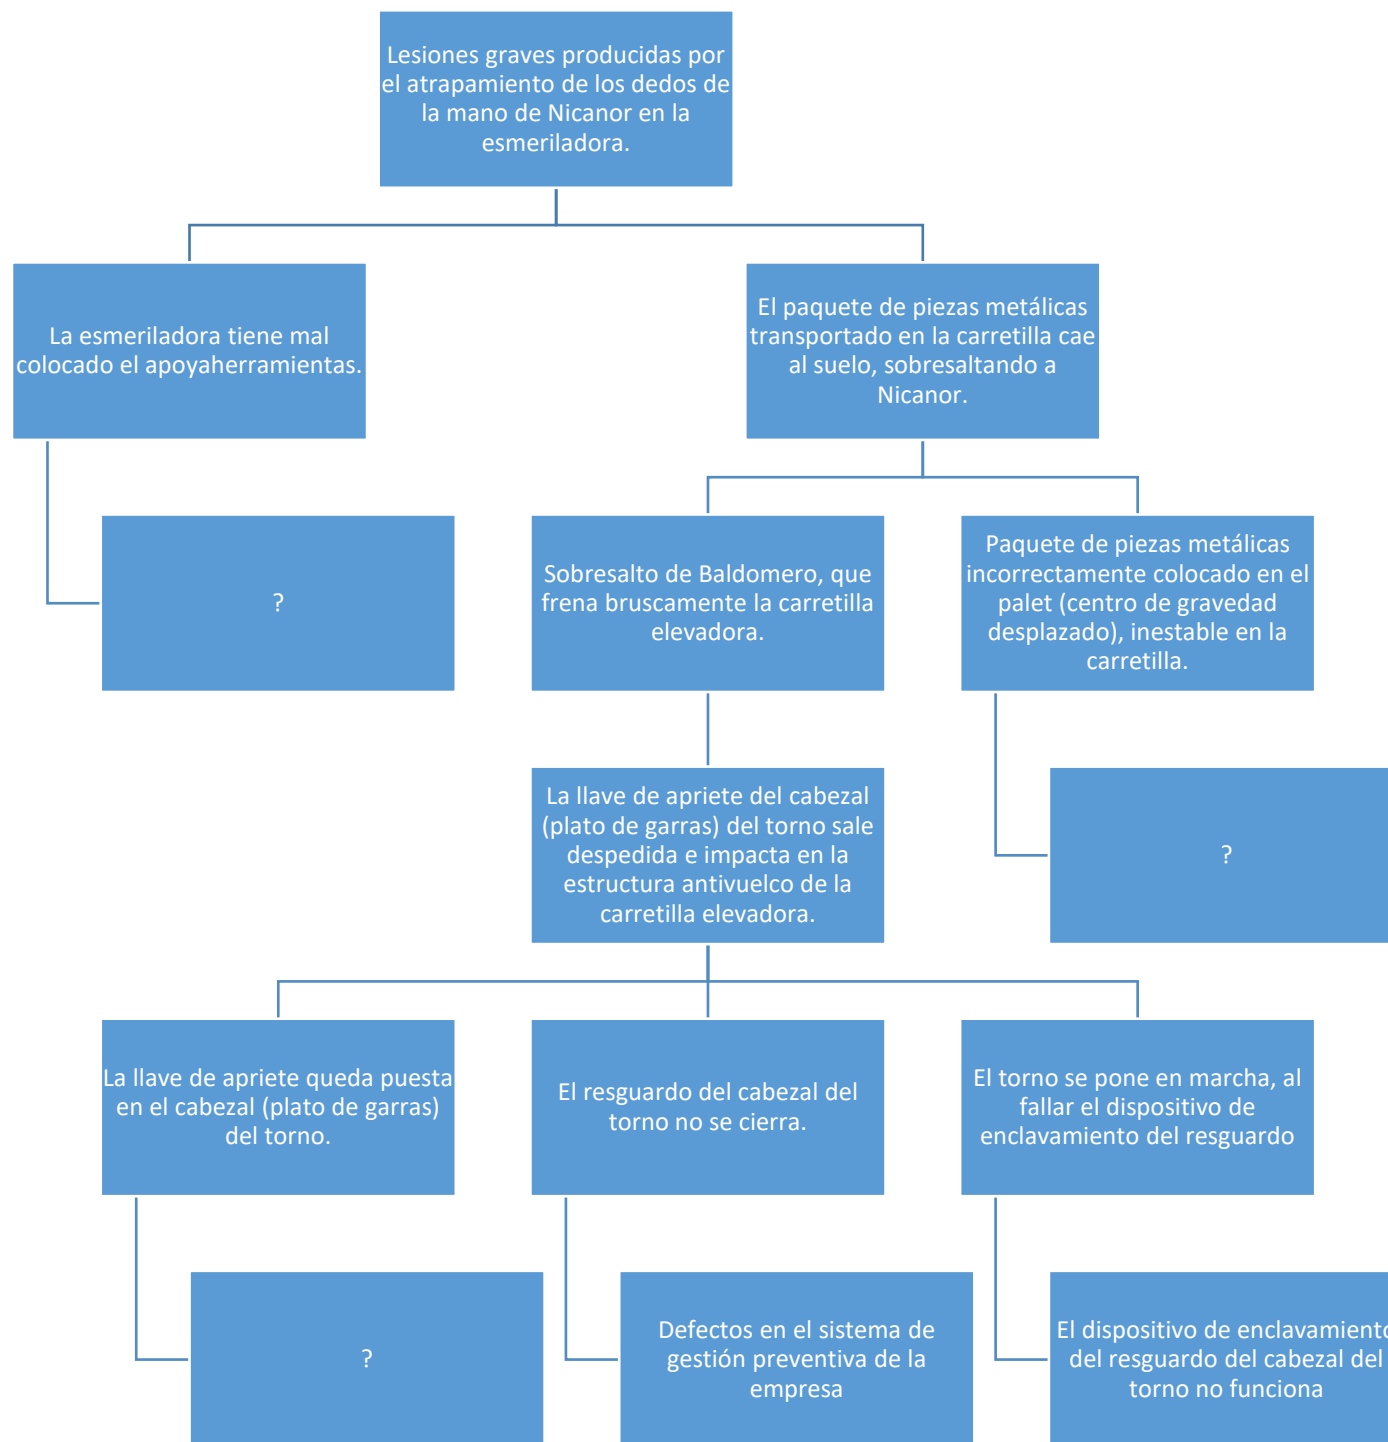 Lesiones graves producidas por
el atrapamiento de los dedos de
la mano de Nicanor en la
esmeriladora.
La esmeriladora tiene mal
colocado el apoyaherramientas.
El paquete de piezas metálicas
transportado en la carretilla cae
al suelo, sobresaltando a
Nicanor.
?
Sobresalto de Baldomero, que
frena bruscamente la carretilla
elevadora.
Paquete de piezas metálicas
incorrectamente colocado en el
palet (centro de gravedad
desplazado), inestable en la
carretilla.
La llave de apriete del cabezal
(plato de garras) del torno sale
despedida e impacta en la
estructura antivuelco de la
carretilla elevadora.
?
La llave de apriete queda puesta
en el cabezal (plato de garras)
del torno.
El resguardo del cabezal del
torno no se cierra.
El torno se pone en marcha, al
fallar el dispositivo de
enclavamiento del resguardo
?
Defectos en el sistema de
gestión preventiva de la
empresa
El dispositivo de enclavamiento
del resguardo del cabezal del
torno no funciona